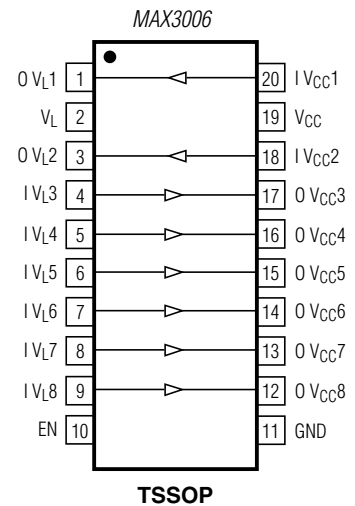 MAX3006
O VL1 1 20 I VCC1
VL 2 19 VCC
O VL2 3 18 I VCC2
I VL3 4 17 O VCC3
I VL4 5 16 O VCC4
I VL5 6 15 O VCC5
I VL6 7 14 O VCC6
I VL7 8 13 O VCC7
I VL8 9 12 O VCC8
EN 10 11 GND
TSSOP